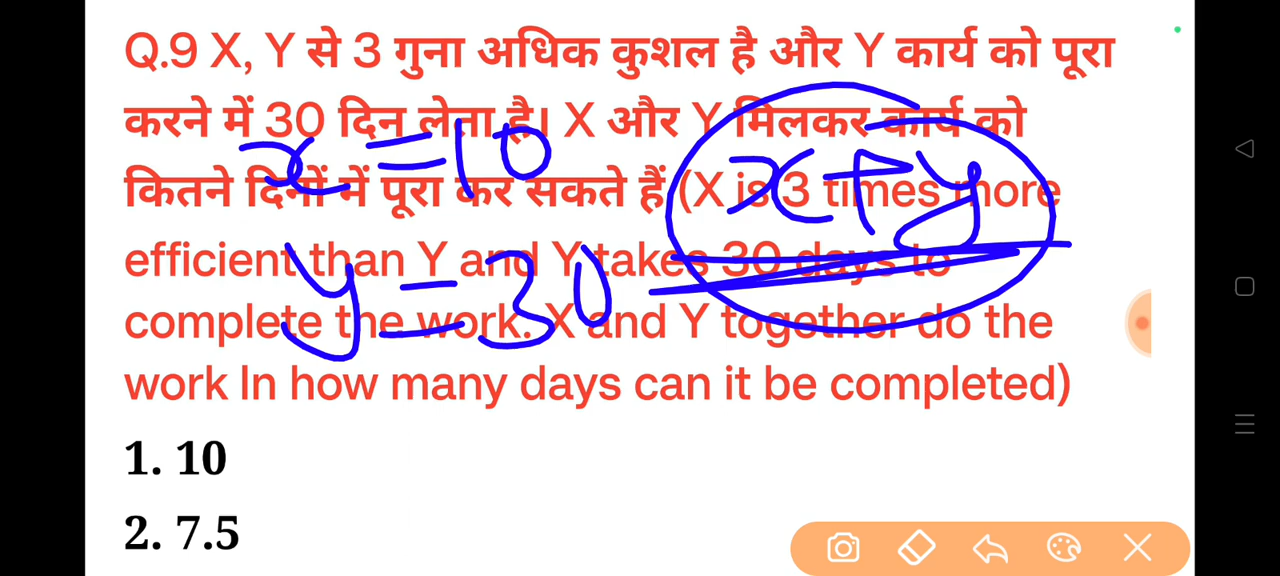 Q.9 X, Y से 3 गुना अधिक कुशल है और Y कार्य को पूरा
करने में 30 दिन लेता है। X और Y मिलकर कार्य को
कितने दिनों में पूरा कर सकते हैं (X is 3 times more
efficient than Y and Y takes 30 days to
complete the work. X and Y together do the
work In how many days can it be completed)
x = 10
x + y
y = 30
1. 10
2. 7.5